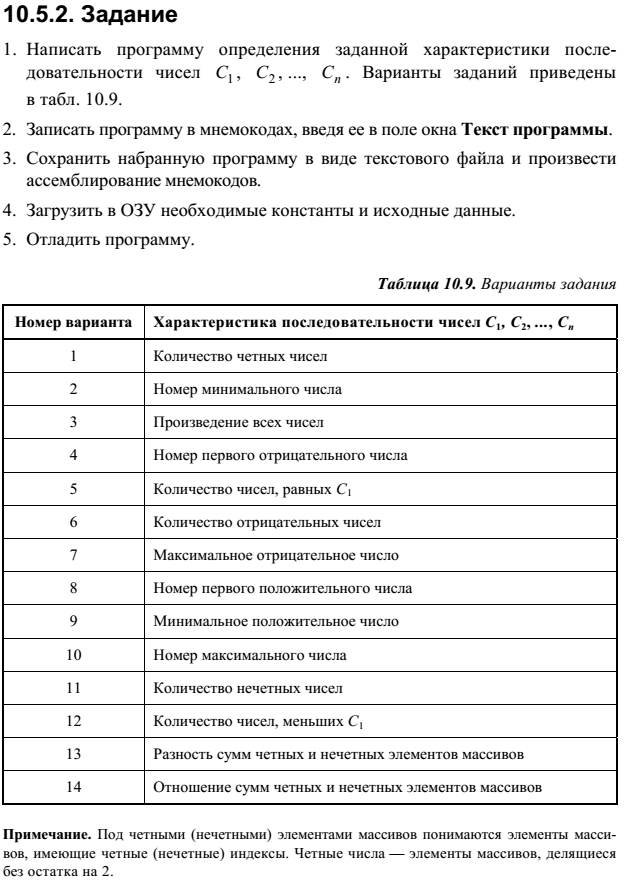 10.5.2. Задание
1. Написать программу определения заданной характеристики после-
довательности чисел C1, C2, ..., Cn. Варианты заданий приведены
в табл. 10.9.
2. Записать программу в мнемокодах, введя ее в поле окна Текст программы.
3. Сохранить набранную программу в виде текстового файла и произвести
ассемблирование мнемокодов.
4. Загрузить в ОЗУ необходимые константы и исходные данные.
5. Отладить программу.
Таблица 10.9. Варианты задания
Номер варианта Характеристика последовательности чисел C1, C2, ..., Cn
1 Количество четных чисел
2 Номер минимального числа
3 Произведение всех чисел
4 Номер первого отрицательного числа
5 Количество чисел, равных C1
6 Количество отрицательных чисел
7 Максимальное отрицательное число
8 Номер первого положительного числа
9 Минимальное положительное число
10 Номер максимального числа
11 Количество нечетных чисел
12 Количество чисел, меньших C1
13 Разность сумм четных и нечетных элементов массивов
14 Отношение сумм четных и нечетных элементов массивов
Примечание. Под четными (нечетными) элементами массивов понимаются элементы масси-
вов, имеющие четные (нечетные) индексы. Четные числа — элементы массивов, делящиеся
без остатка на 2.